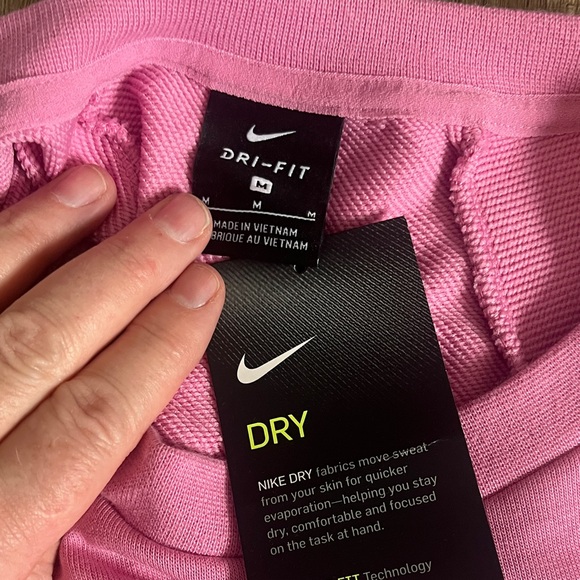 DRI-FIT
M
M M M
MADE IN VIETNAM
BRIQUE AU VIETNAM
DRY
NIKE DRY fabrics move sweat
from your skin for quicker
evaporation—helping you stay
dry, comfortable and focused
on the task at hand.
FIT Technology